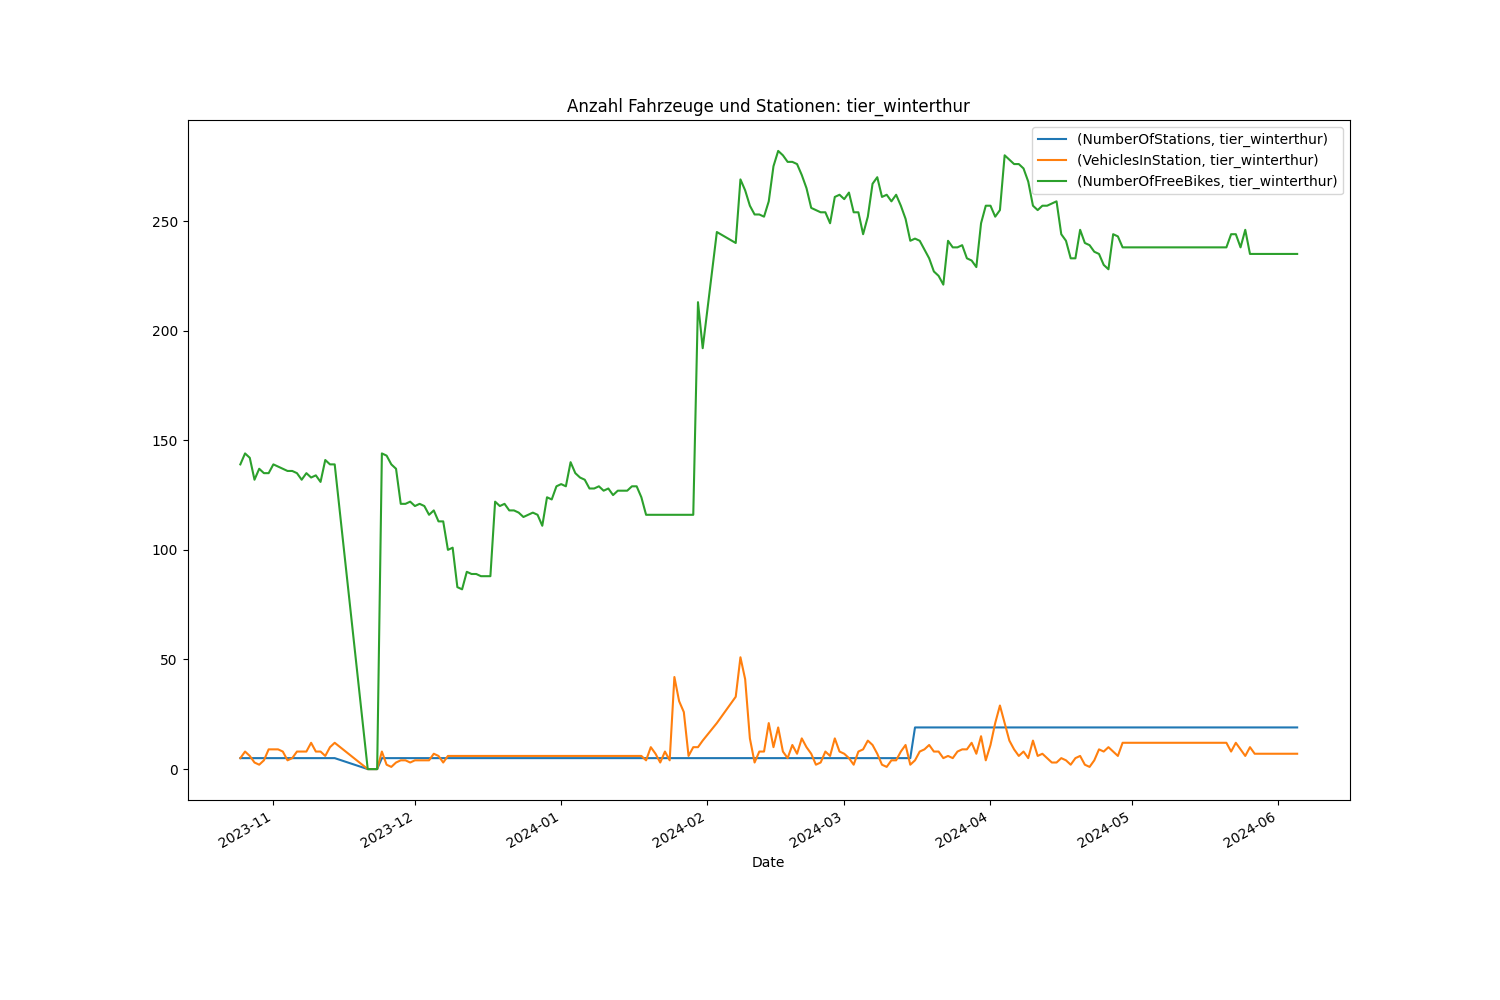 Anzahl Fahrzeuge und Stationen: tier_winterthur
(NumberOfStations, tier_winterthur)
(VehiclesInStation, tier_winterthur)
(NumberOfFreeBikes, tier_winterthur)
250
200
150
100
50
0
2023-11
2023-12
2024-01
2024-02
2024-03
2024-04
2024-05
2024-06
Date